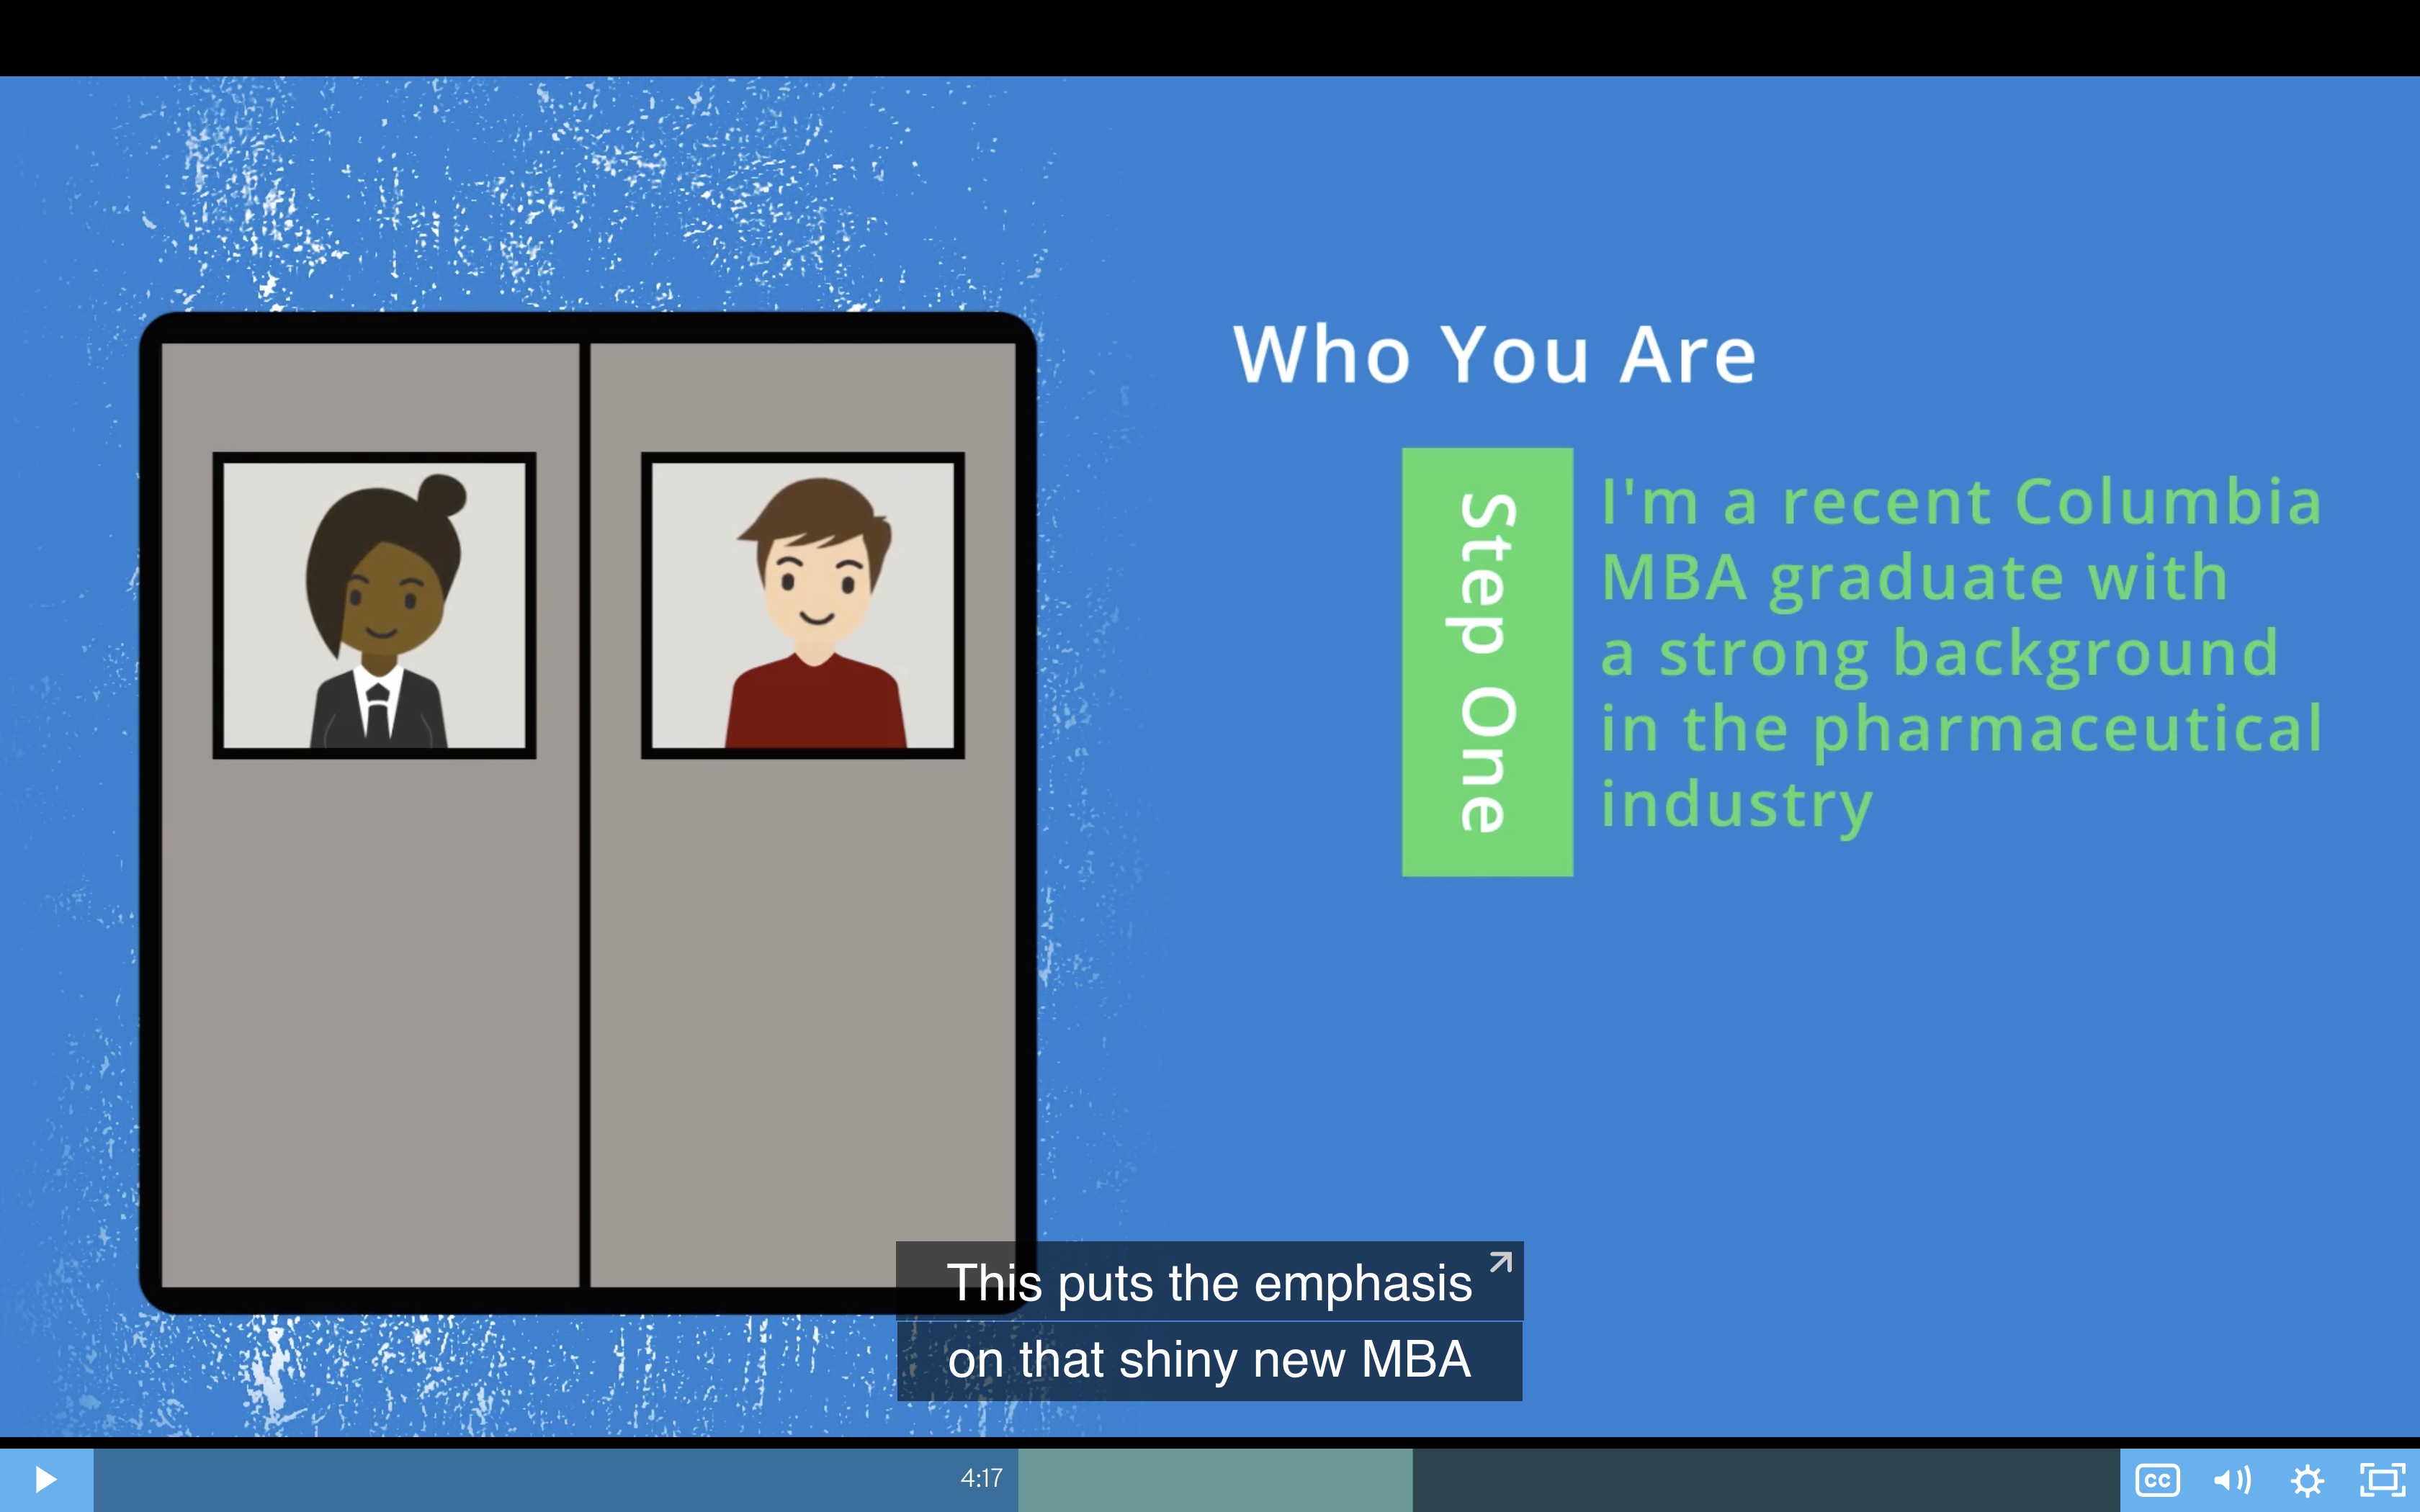 Who You Are
Step One
I'm a recent Columbia
MBA graduate with
a strong background
in the pharmaceutical
industry
This puts the emphasis
on that shiny new MBA
4:17
CC